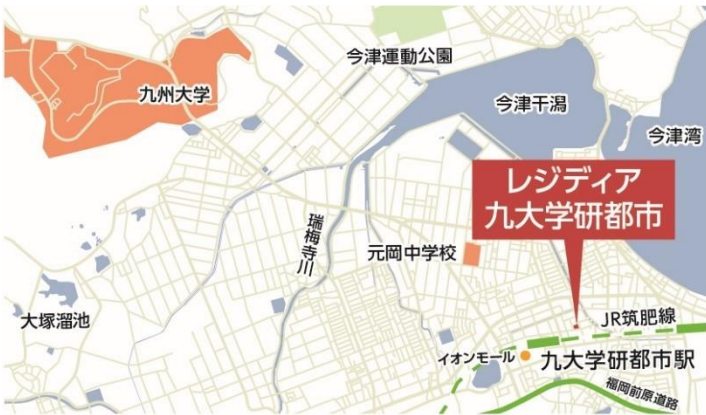 今津運動公園
九州大学
今津干潟
今津湾
レジディア
九大学研都市
瑞梅寺川
元岡中学校
大塚溜池
JR筑肥線
イオンモール
九大学研都市駅
福岡前原道路